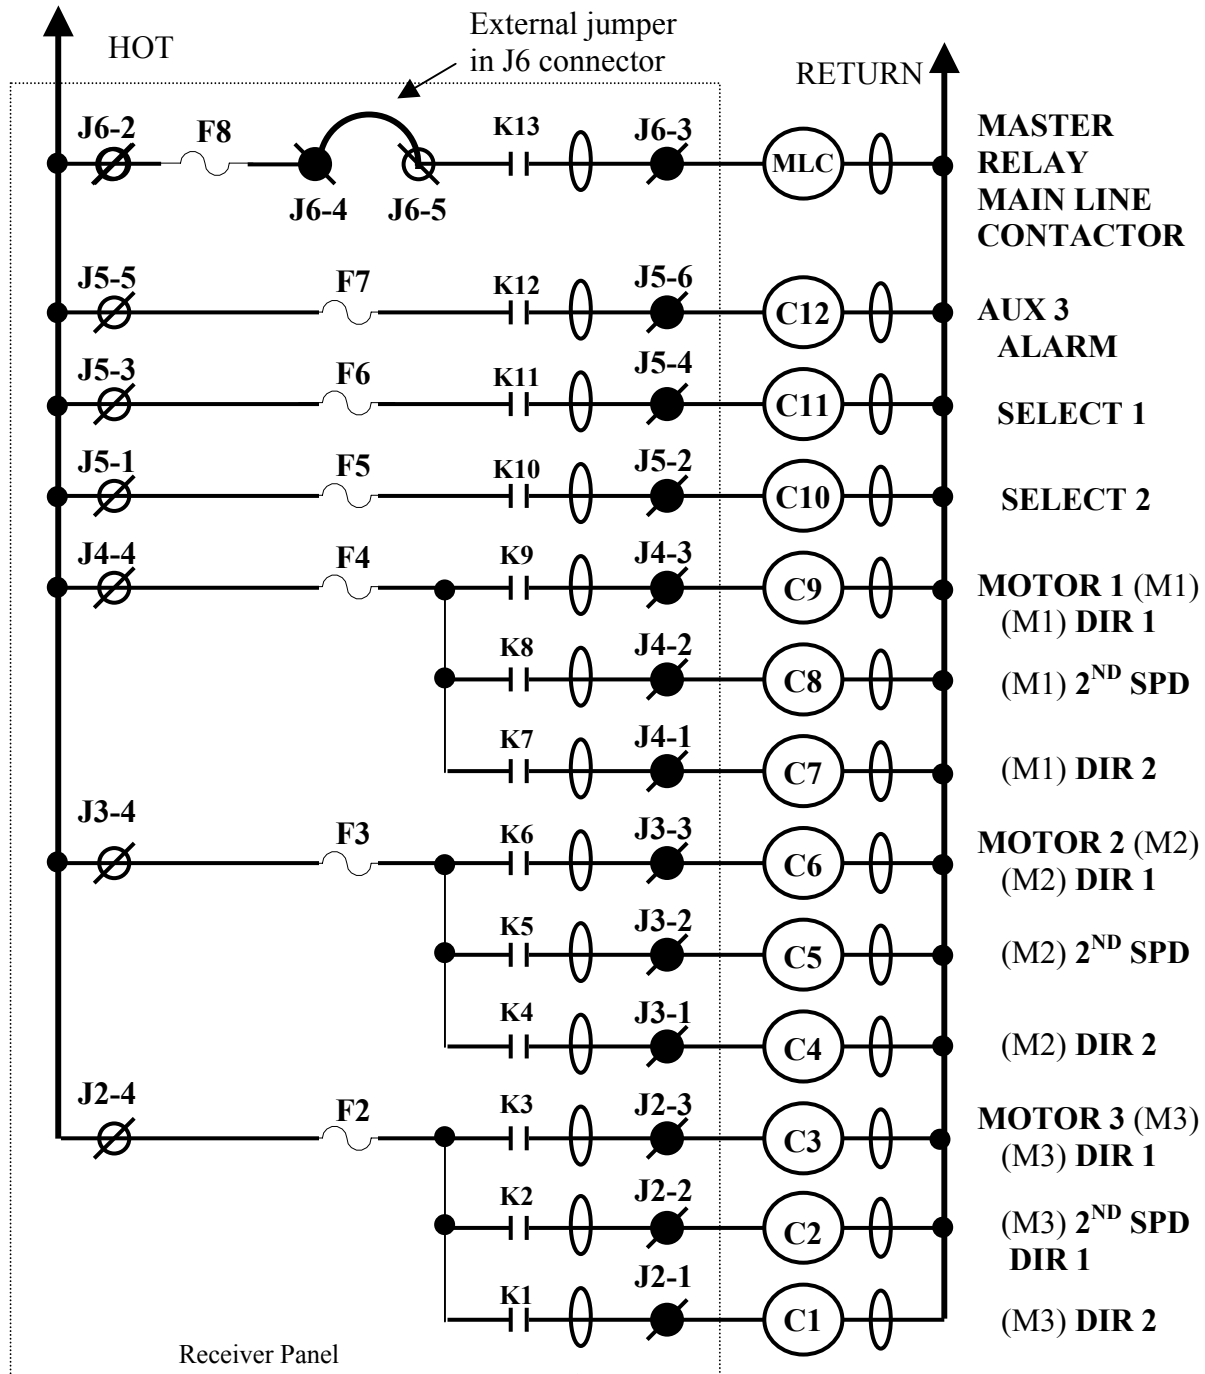 External jumper
in J6 connector
HOT
RETURN
J6-2
F8
K13
J6-3
MLC
J6-4
J6-5
MASTER
RELAY
MAIN LINE
CONTACTOR
J5-5
F7
K12
J5-6
C12
AUX 3
ALARM
J5-3
F6
K11
J5-4
C11
SELECT 1
J5-1
F5
K10
J5-2
C10
SELECT 2
J4-4
F4
K9
J4-3
C9
MOTOR 1 (M1)
(M1) DIR 1
K8
J4-2
C8
(M1) 2ND SPD
K7
J4-1
C7
(M1) DIR 2
J3-4
F3
K6
J3-3
C6
MOTOR 2 (M2)
(M2) DIR 1
K5
J3-2
C5
(M2) 2ND SPD
K4
J3-1
C4
(M2) DIR 2
J2-4
F2
K3
J2-3
C3
MOTOR 3 (M3)
(M3) DIR 1
K2
J2-2
C2
(M3) 2ND SPD
DIR 1
K1
J2-1
C1
(M3) DIR 2
Receiver Panel